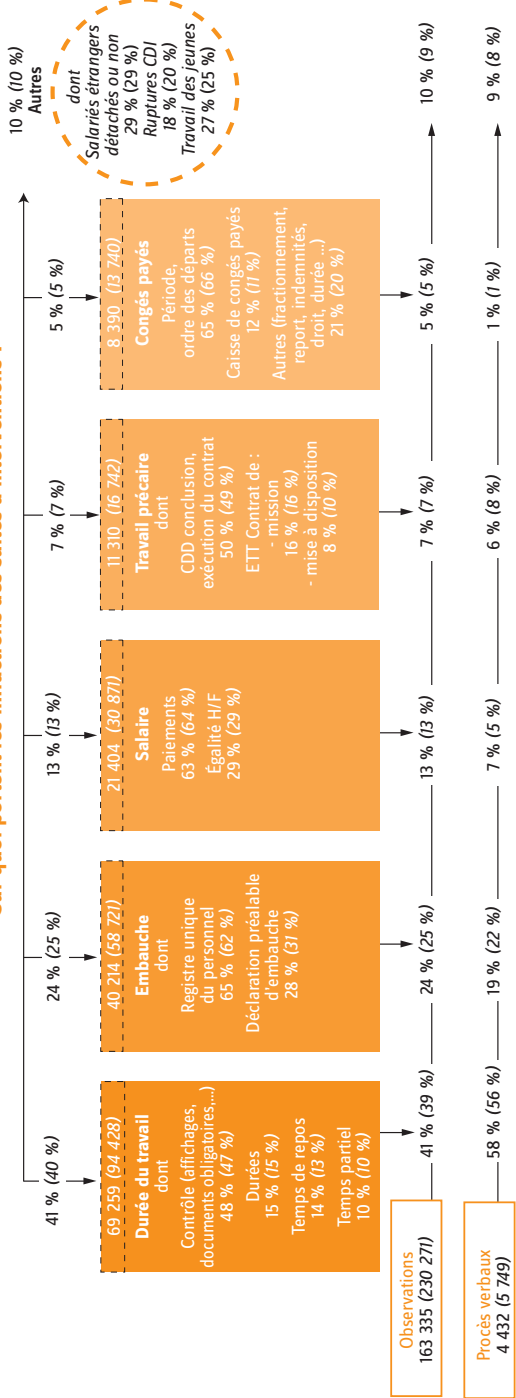 41 % (40 %)
24 % (25 %)
13 % (13 %)
7 % (7 %)
5 % (5 %)
10 % (10 %)
Autres
69 259 (94 428)
Durée du travail
Contrôle (affichages,
documents obligatoires,...)
48 % (47 %)
Durées
15 % (15 %)
Temps de repos
14 % (13 %)
Temps partiel
10 % (10 %)
40 214 (58 721)
Embauche
dont
Registre unique
du personnel
65 % (62 %)
Déclaration préalable
d'embauche
28 % (31 %)
21 404 (30 871)
Salaire
Paiements
63 % (64 %)
Égalité H/F
29 % (29 %)
11 310 (16 742)
Travail précaire
dont
CDD conclusion,
exécution du contrat
50 % (49 %)
ETT Contrat de :
- mission
16 % (16 %)
- mise à disposition
8 % (10 %)
8 390 (13 740)
Congés payés
Période,
ordre des départs
65 % (66 %)
Caisse de congés payés
12 % (11 %)
Autres (fractionnement,
report, indemnités,
droit, durée ...)
21 % (20 %)
dont
Salariés étrangers
détachés ou non
29 % (29 %)
Ruptures CDI
18 % (20 %)
Travail des jeunes
27 % (25 %)
Observations
163 335 (230 271)
41 % (39 %)
24 % (25 %)
13 % (13 %)
7 % (7 %)
5 % (5 %)
10 % (9 %)
Procès verbaux
4 432 (5 749)
58 % (56 %)
19 % (22 %)
7 % (5 %)
6 % (8 %)
1 % (1 %)
9 % (8 %)